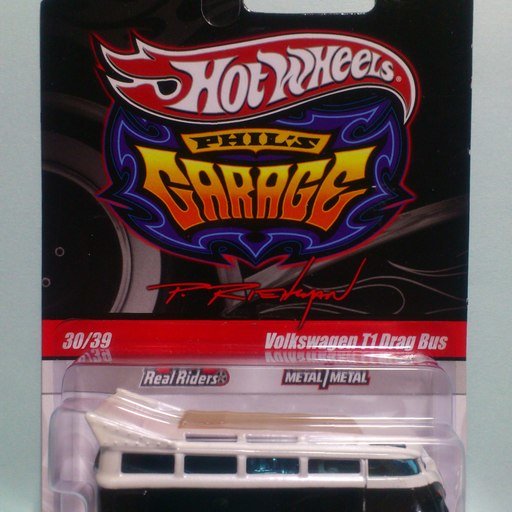 Hot Wheels®
PHIL'S
GARAGE
P. Riehlman
30/39 Volkswagen T1 Drag Bus
Real Riders METAL/METAL